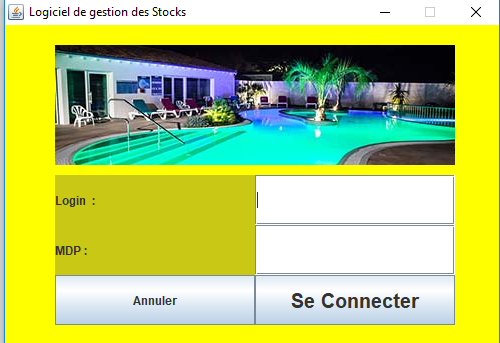 Logiciel de gestion des Stocks
Login :
MDP :
Annuler
Se Connecter